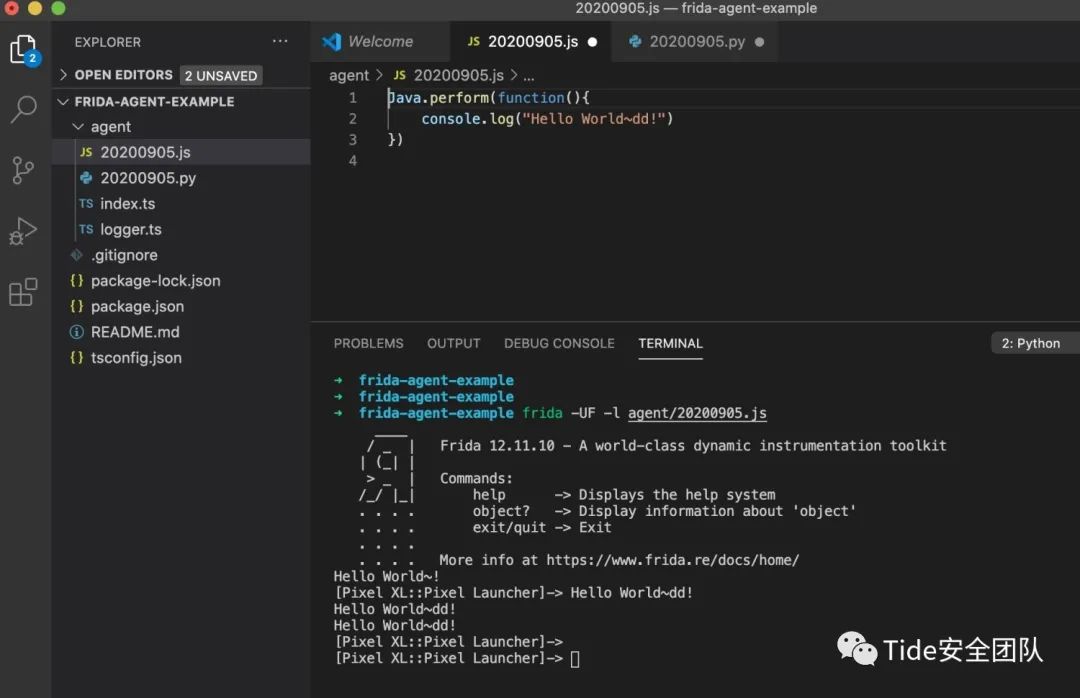 20200905.js — frida-agent-example
EXPLORER ···
Welcome
JS 20200905.js
20200905.py
2
OPEN EDITORS 2 UNSAVED
agent > JS 20200905.js > ...
FRIDA-AGENT-EXAMPLE
agent
JS 20200905.js
20200905.py
TS index.ts
TS logger.ts
.gitignore
{} package-lock.json
{} package.json
README.md
{} tsconfig.json
1 Java.perform(function(){
2 console.log("Hello World~dd!")
3 })
4
PROBLEMS OUTPUT DEBUG CONSOLE TERMINAL 2: Python
➜ frida-agent-example
➜ frida-agent-example
➜ frida-agent-example frida -UF -l agent/20200905.js
____
/ _ | Frida 12.11.10 - A world-class dynamic instrumentation toolkit
| (_| |
> _ | Commands:
/_/ |_| help -> Displays the help system
. . . . object? -> Display information about 'object'
. . . . exit/quit -> Exit
. . . .
. . . . More info at https://www.frida.re/docs/home/
Hello World~!
[Pixel XL::Pixel Launcher]-> Hello World~dd!
Hello World~dd!
Hello World~dd!
[Pixel XL::Pixel Launcher]->
[Pixel XL::Pixel Launcher]->
Tide安全团队